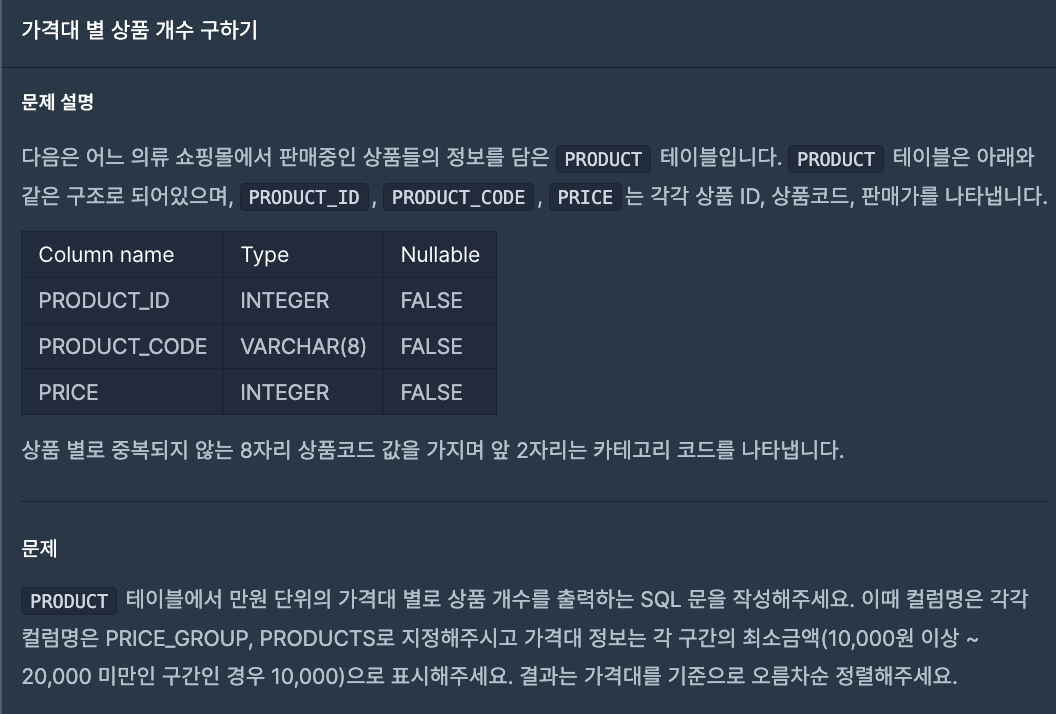 가격대 별 상품 개수 구하기
문제 설명
다음은 어느 의류 쇼핑몰에서 판매중인 상품들의 정보를 담은 PRODUCT 테이블입니다. PRODUCT 테이블은 아래와
같은 구조로 되어있으며, PRODUCT_ID, PRODUCT_CODE, PRICE는 각각 상품 ID, 상품코드, 판매가를 나타냅니다.
Column name Type Nullable
PRODUCT_ID INTEGER FALSE
PRODUCT_CODE VARCHAR(8) FALSE
PRICE INTEGER FALSE
상품 별로 중복되지 않는 8자리 상품코드 값을 가지며 앞 2자리는 카테고리 코드를 나타냅니다.
문제
PRODUCT 테이블에서 만원 단위의 가격대 별로 상품 개수를 출력하는 SQL 문을 작성해주세요. 이때 컬럼명은 각각
컬럼명은 PRICE_GROUP, PRODUCTS로 지정해주시고 가격대 정보는 각 구간의 최소금액(10,000원 이상 ~
20,000 미만인 구간인 경우 10,000)으로 표시해주세요. 결과는 가격대를 기준으로 오름차순 정렬해주세요.